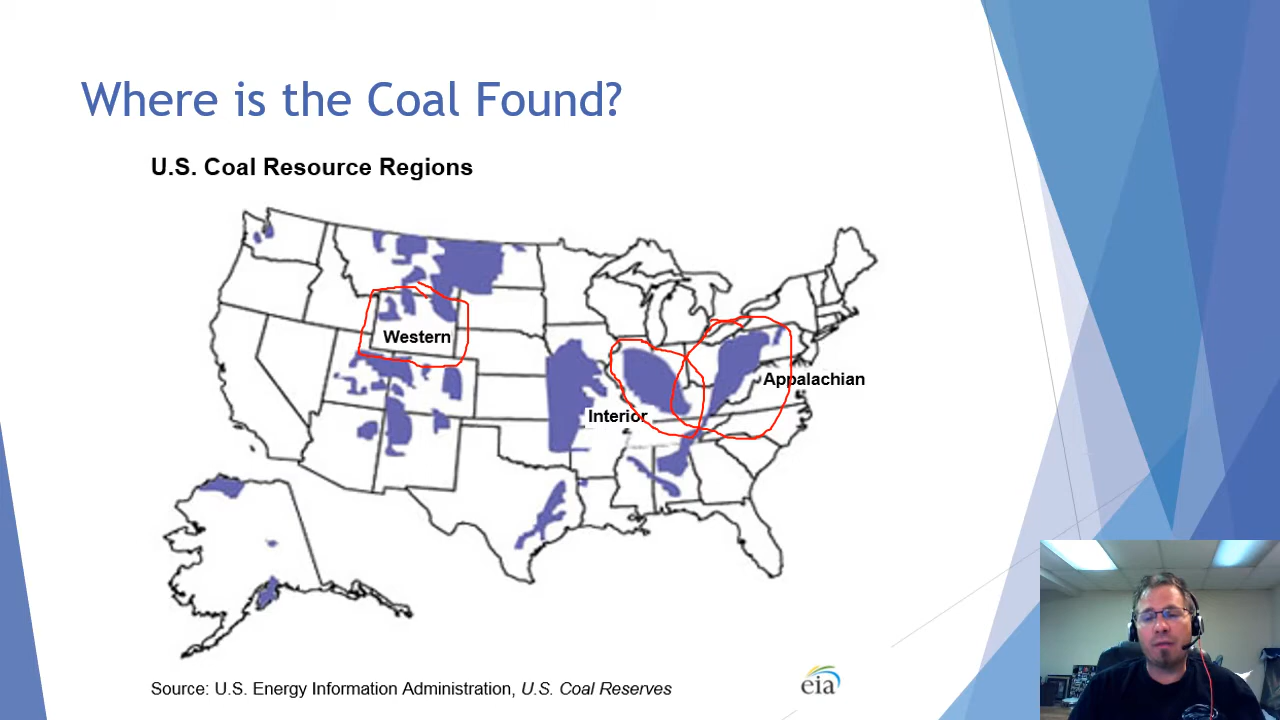 Where is the Coal Found?
U.S. Coal Resource Regions
Western
Appalachian
Interior
Source: U.S. Energy Information Administration, U.S. Coal Reserves
eia